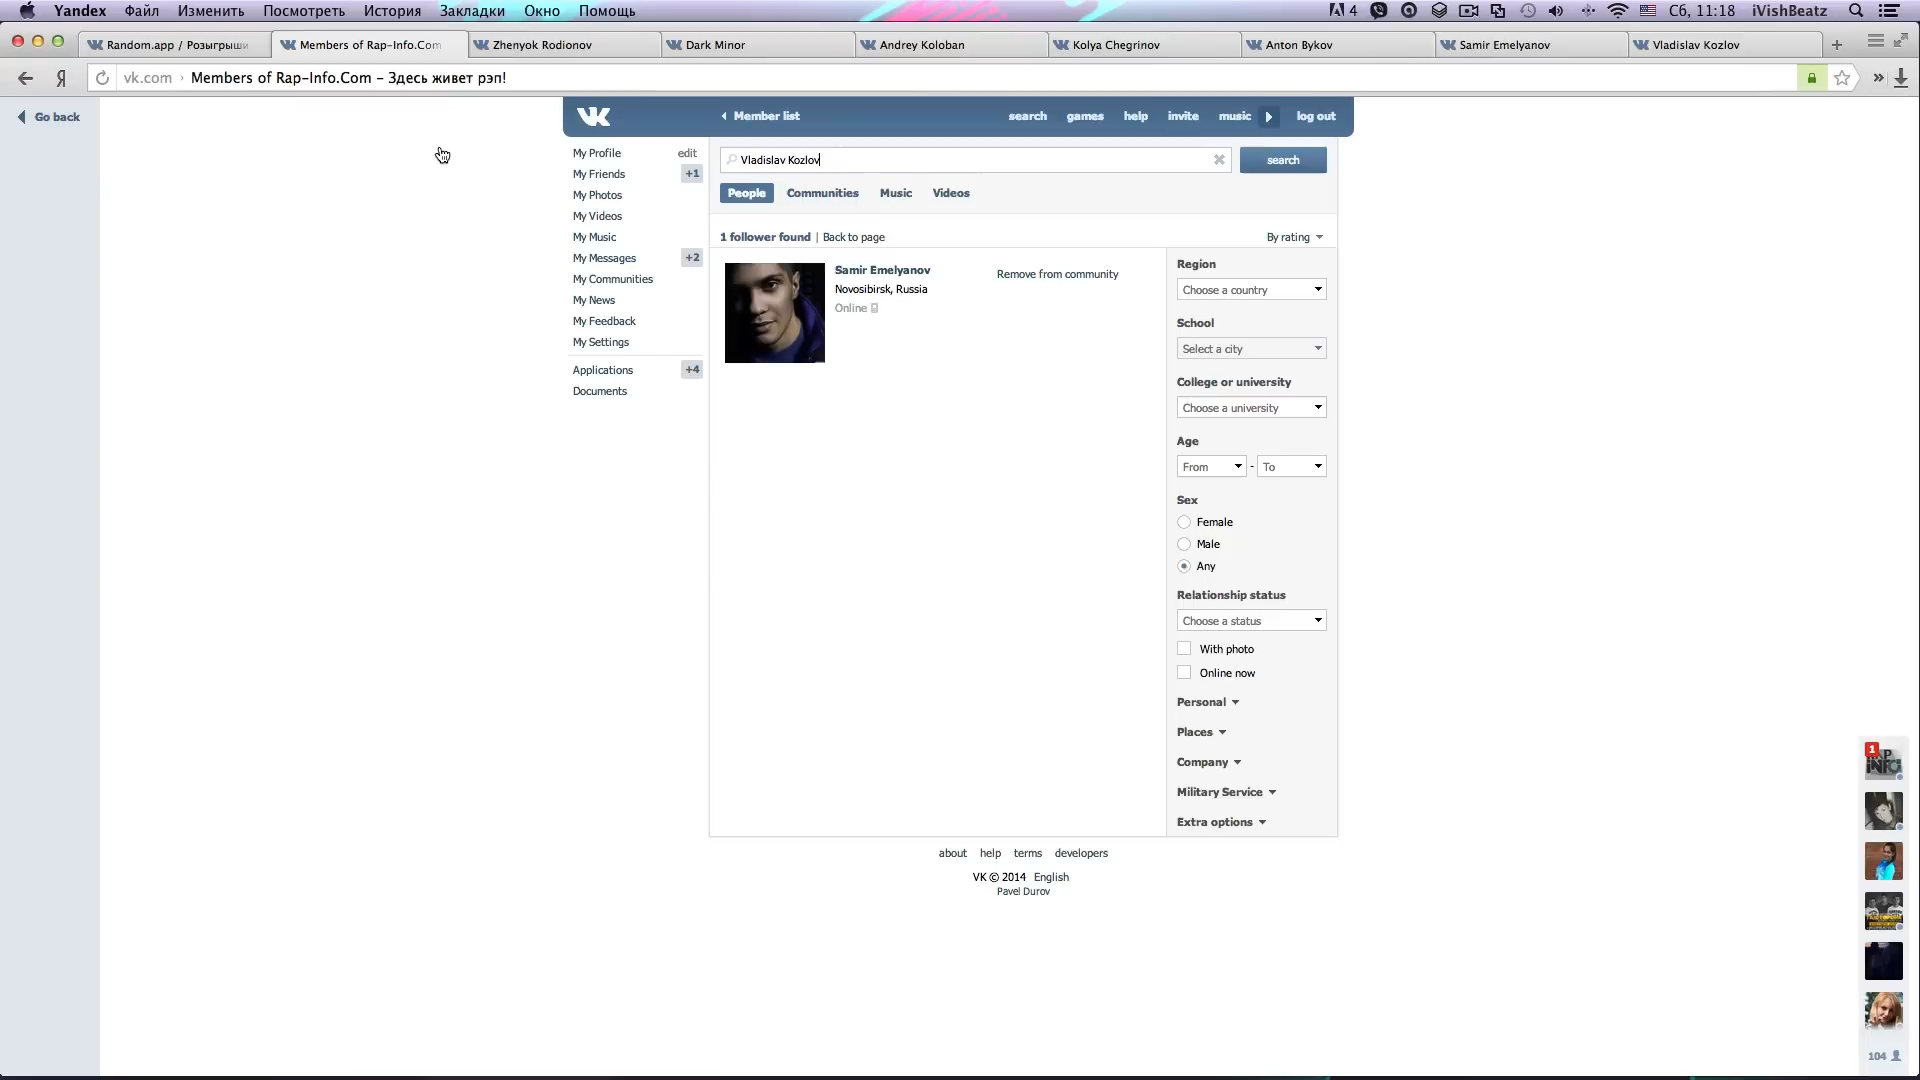 Yandex Файл Изменить Посмотреть История Закладки Окно Помощь 4 Сб, 11:18 iVishBeatz
Random.app / Розыгрыши Members of Rap-Info.Com Zhenyok Rodionov Dark Minor Andrey Koloban Kolya Chegrinov Anton Bykov Samir Emelyanov Vladislav Kozlov
Я vk.com › Members of Rap-Info.Com – Здесь живет рэп!
Go back
Member list search games help invite music log out
My Profile edit
My Friends +1
My Photos
My Videos
My Music
My Messages +2
My Communities
My News
My Feedback
My Settings
Applications +4
Documents
Vladislav Kozlov search
People Communities Music Videos
1 follower found | Back to page By rating
Samir Emelyanov Remove from community
Novosibirsk, Russia
Online
Region
Choose a country
School
Select a city
College or university
Choose a university
Age
From - To
Sex
Female
Male
Any
Relationship status
Choose a status
With photo
Online now
Personal
Places
Company
Military Service
Extra options
about help terms developers
VK © 2014 English
Pavel Durov
1
INFO
104